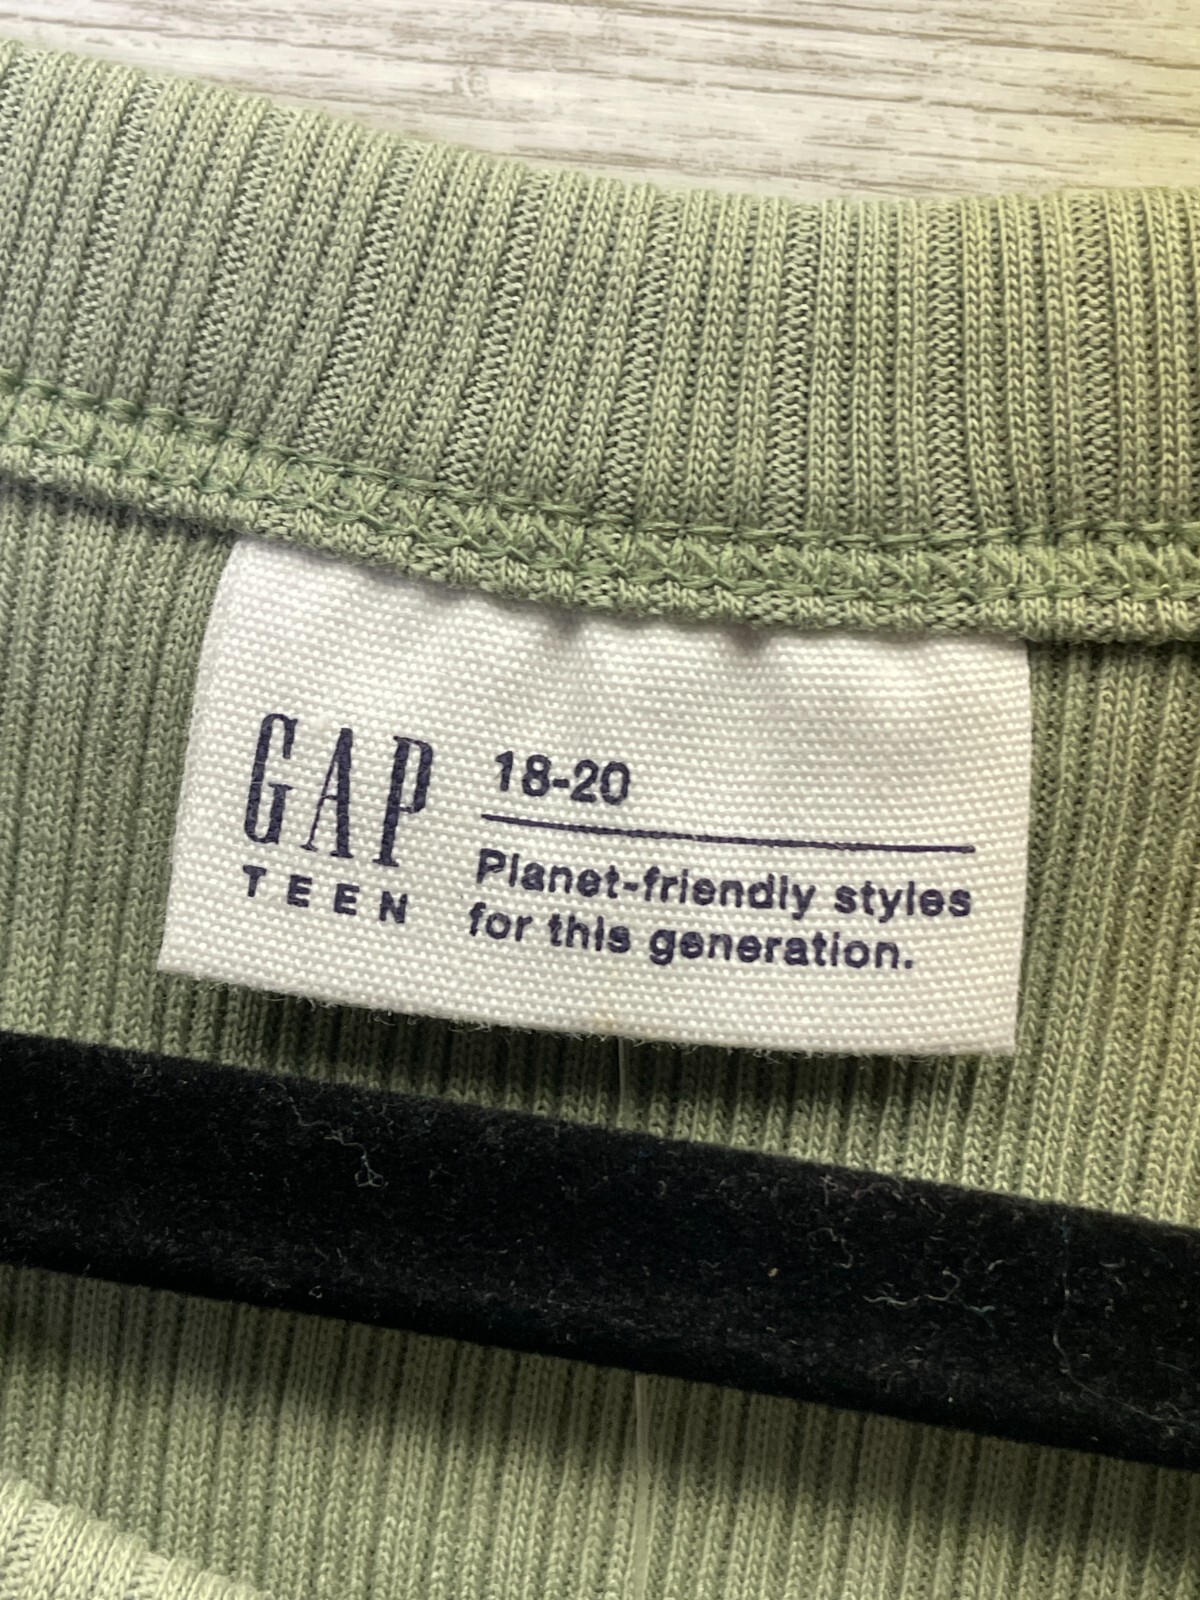 GAP
TEEN
18-20
Planet-friendly styles
for this generation.